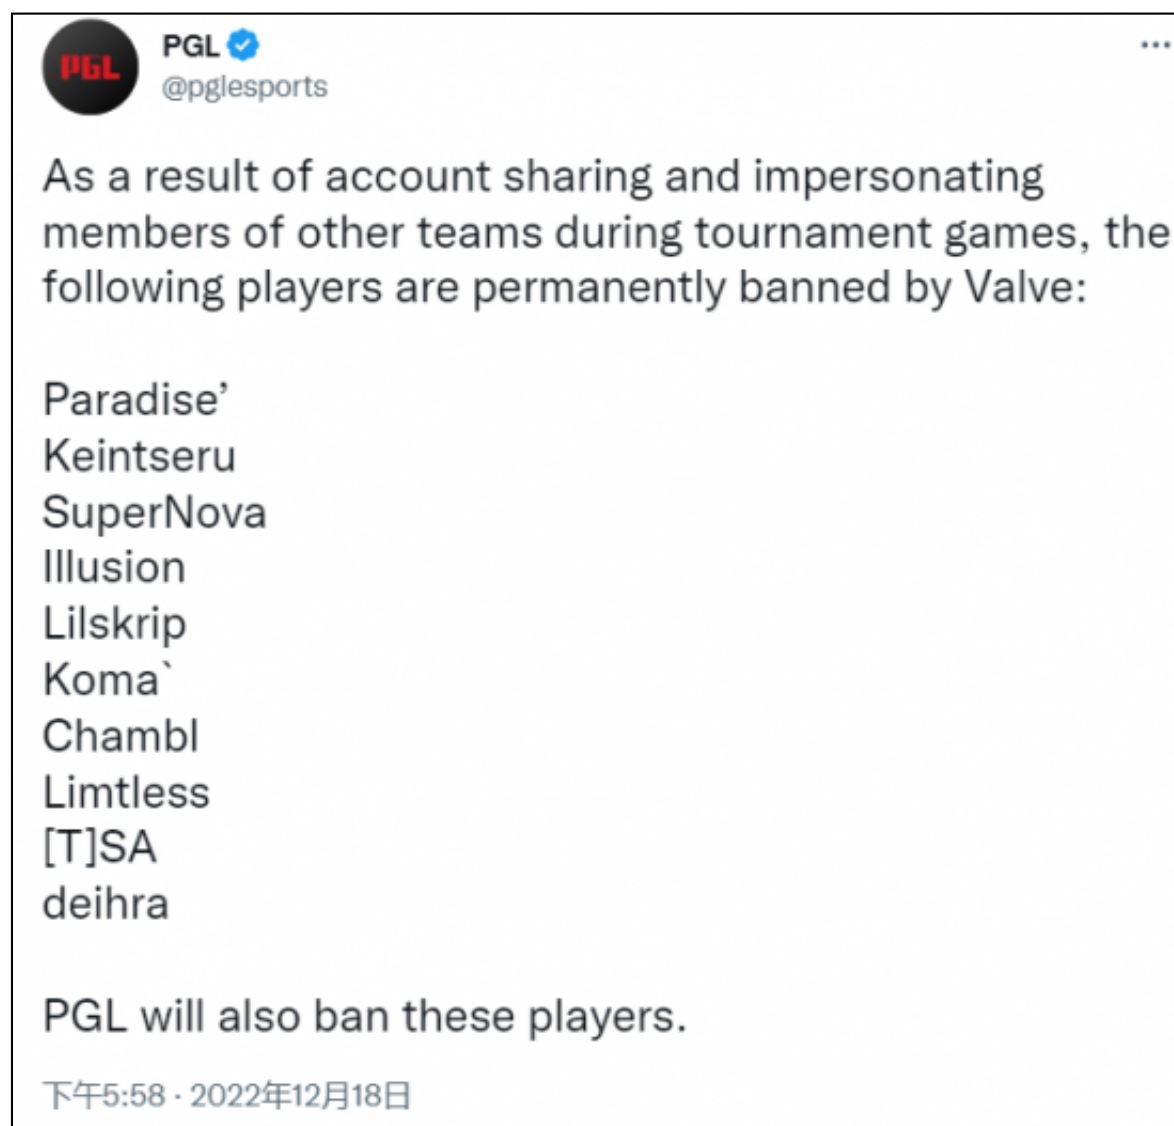 PGL
PGL
@pglesports
As a result of account sharing and impersonating
members of other teams during tournament games, the
following players are permanently banned by Valve:
Paradise’
Keintseru
SuperNova
Illusion
Lilskrip
Koma`
Chambl
Limtless
[T]SA
deihra
PGL will also ban these players.
下午5:58 · 2022年12月18日